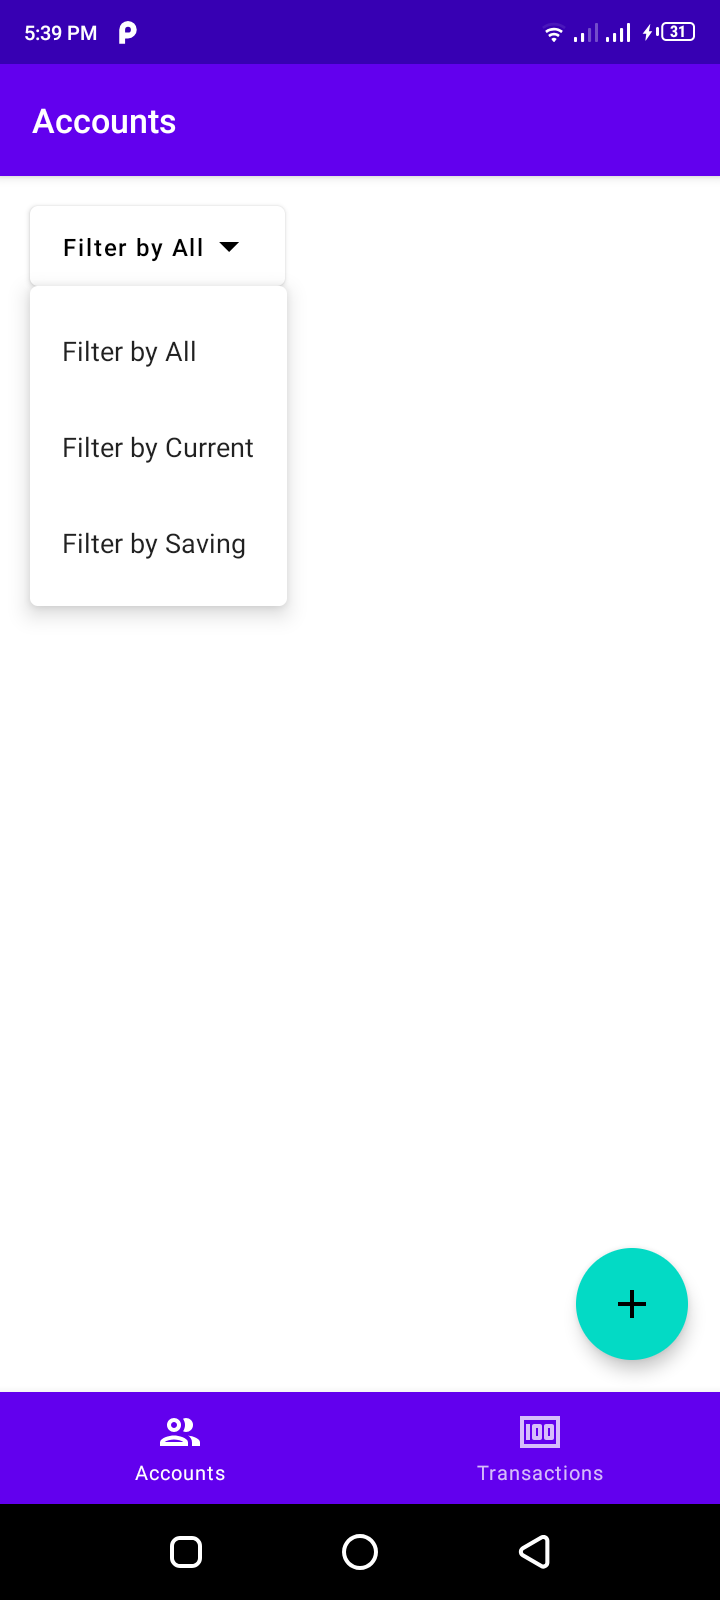 5:39 PM
31
Accounts
Filter by All
Filter by All
Filter by Current
Filter by Saving
100
Accounts
Transactions